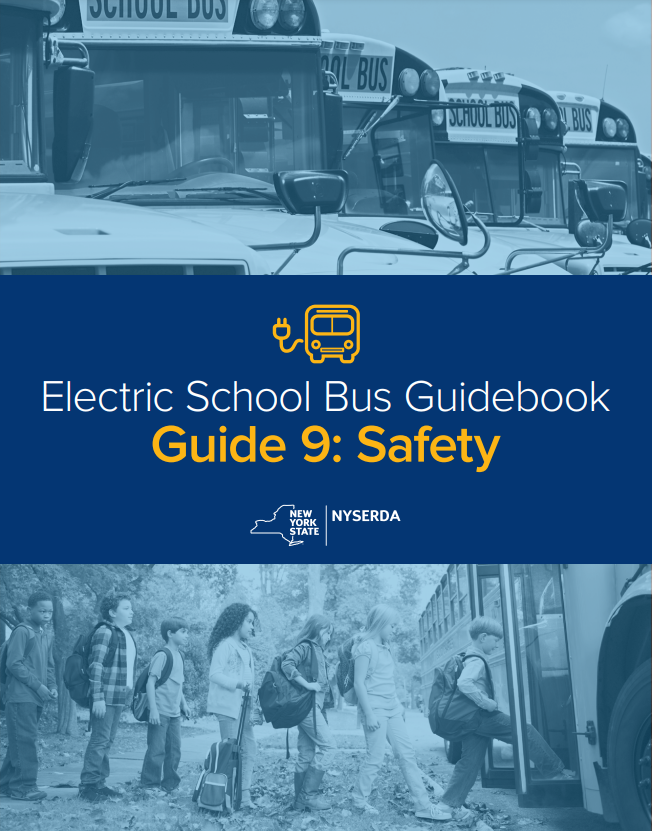 SCHOOL BUS
OL BUS
SCHOOL BUS
L BUS
Electric School Bus Guidebook
Guide 9: Safety
NEW
YORK
STATE
NYSERDA